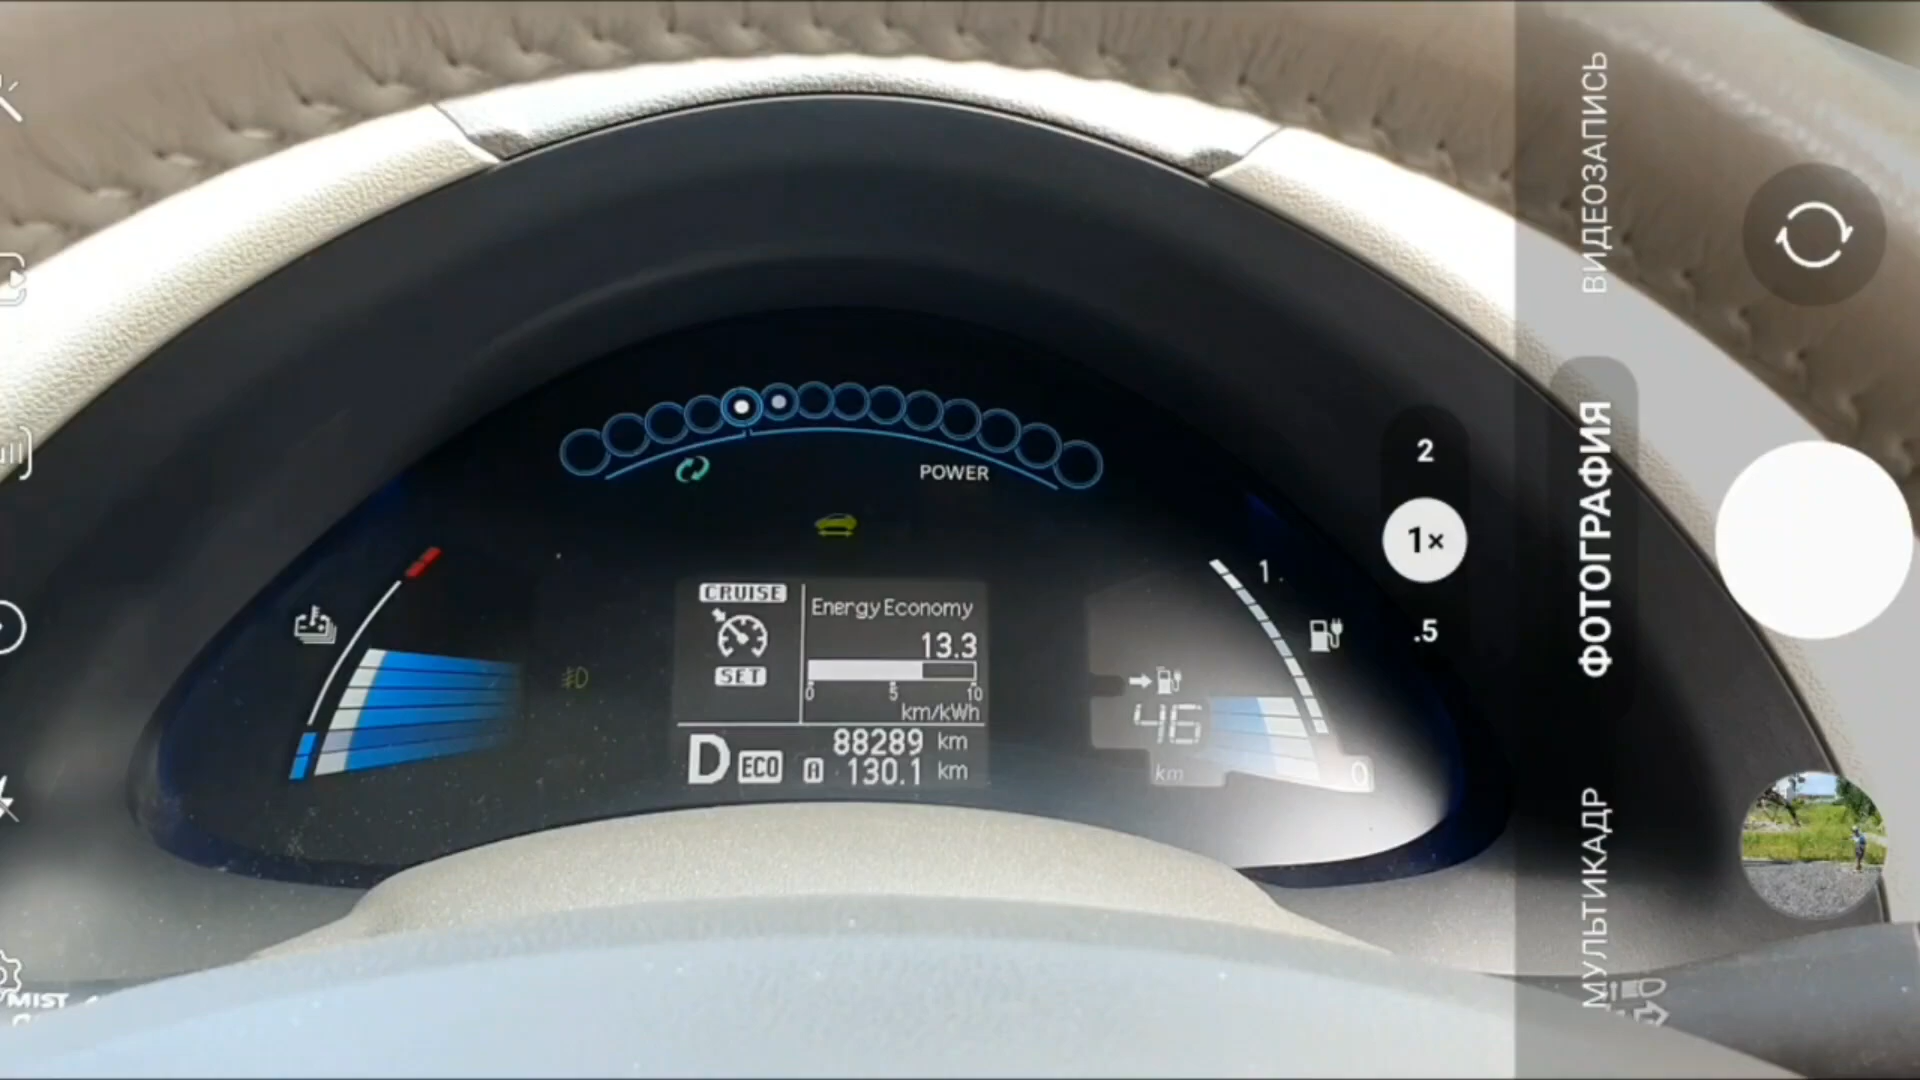 POWER
CRUISE
SET
Energy Economy
13.3
0 5 10
km/kWh
D ECO
88289 km
A 130.1 km
1
46
km
0
2
1×
.5
ВИДЕОЗАПИСЬ
ФОТОГРАФИЯ
МУЛЬТИКАДР
MIST